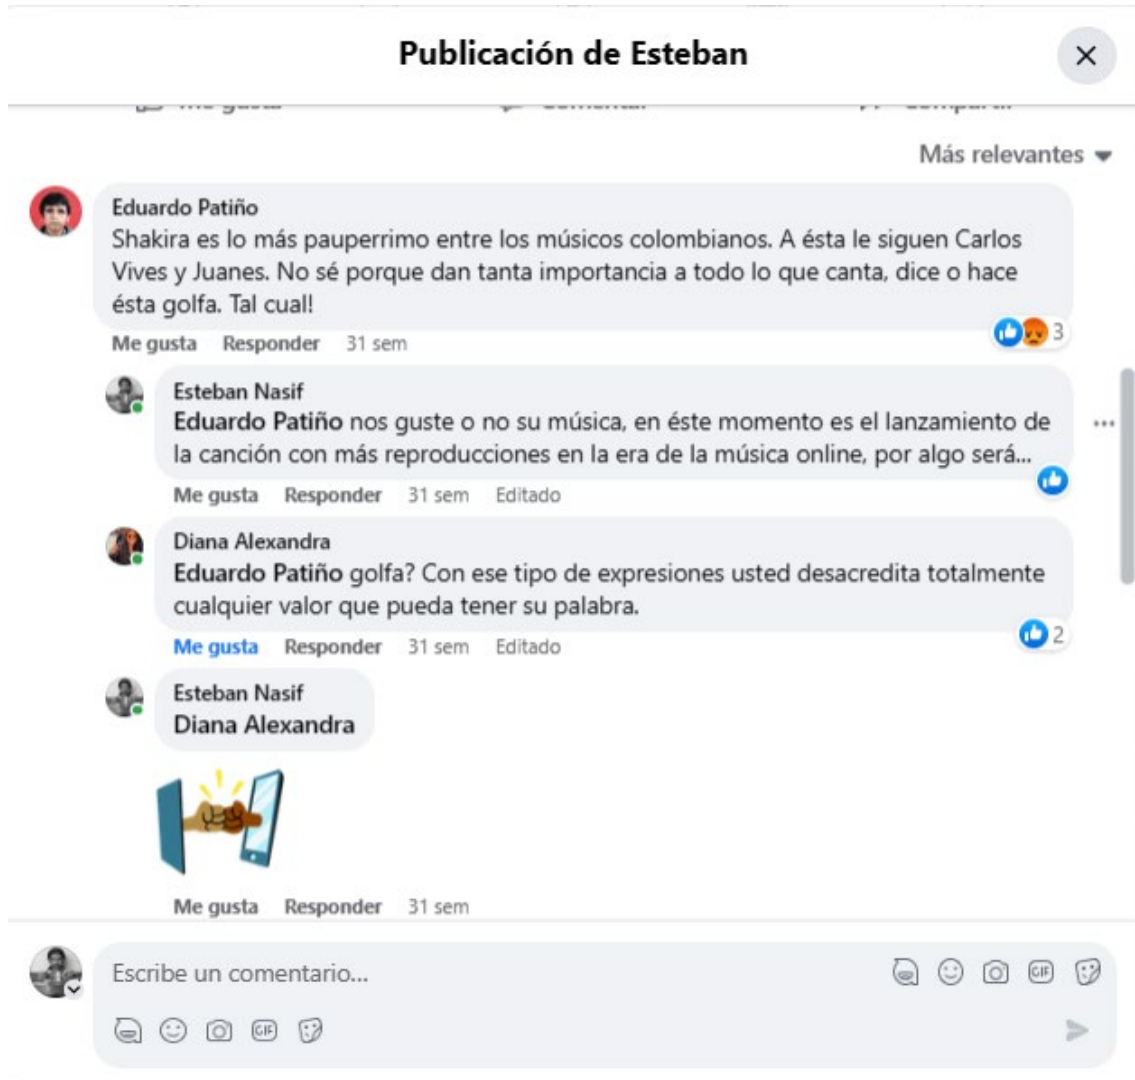 Publicación de Esteban
Me gusta Comentar Compartir
Más relevantes
Eduardo Patiño
Shakira es lo más pauperrimo entre los músicos colombianos. A ésta le siguen Carlos
Vives y Juanes. No sé porque dan tanta importancia a todo lo que canta, dice o hace
ésta golfa. Tal cual!
3
Me gusta Responder 31 sem
Esteban Nasif
Eduardo Patiño nos guste o no su música, en éste momento es el lanzamiento de
la canción con más reproducciones en la era de la música online, por algo será...
Me gusta Responder 31 sem Editado
Diana Alexandra
Eduardo Patiño golfa? Con ese tipo de expresiones usted desacredita totalmente
cualquier valor que pueda tener su palabra.
2
Me gusta Responder 31 sem Editado
Esteban Nasif
Diana Alexandra
Me gusta Responder 31 sem
Escribe un comentario...
GIF
GIF